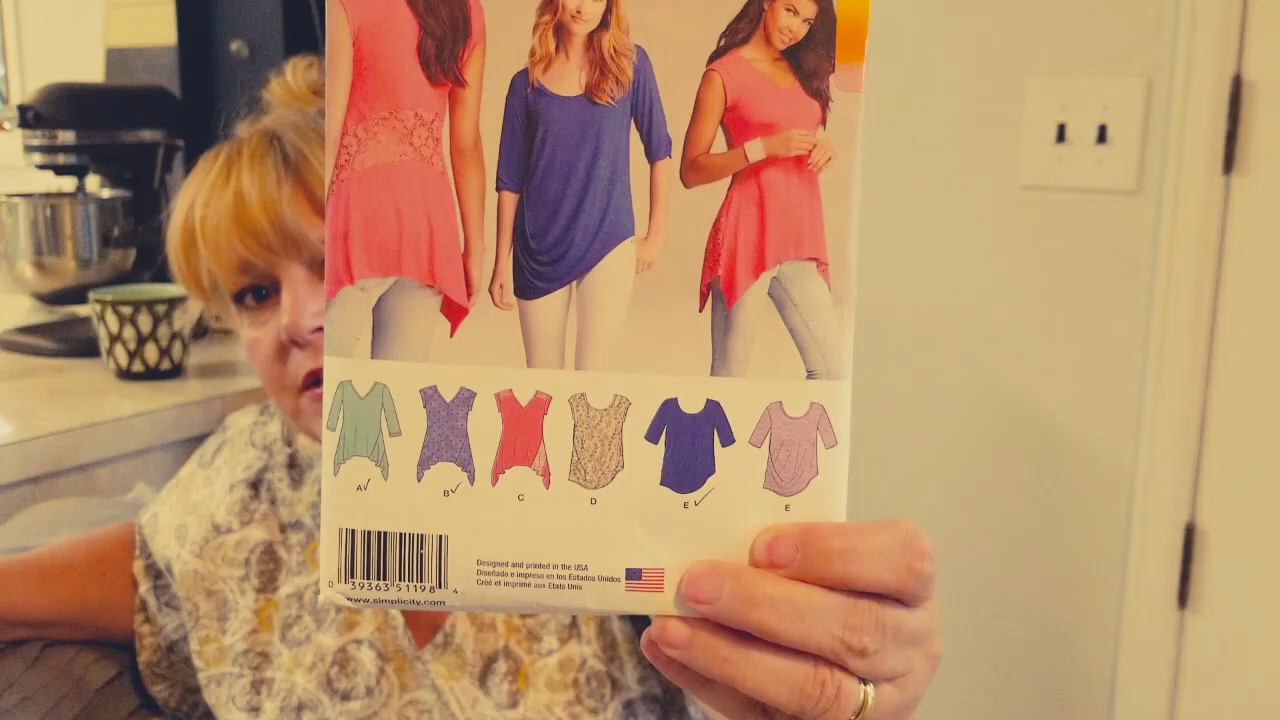 A✓ B✓ C D E✓ E
0 39363 51198 4
www.simplicity.com
Designed and printed in the USA
Diseñado e impreso en los Estados Unidos
Créé et imprimé aux Etats Unis